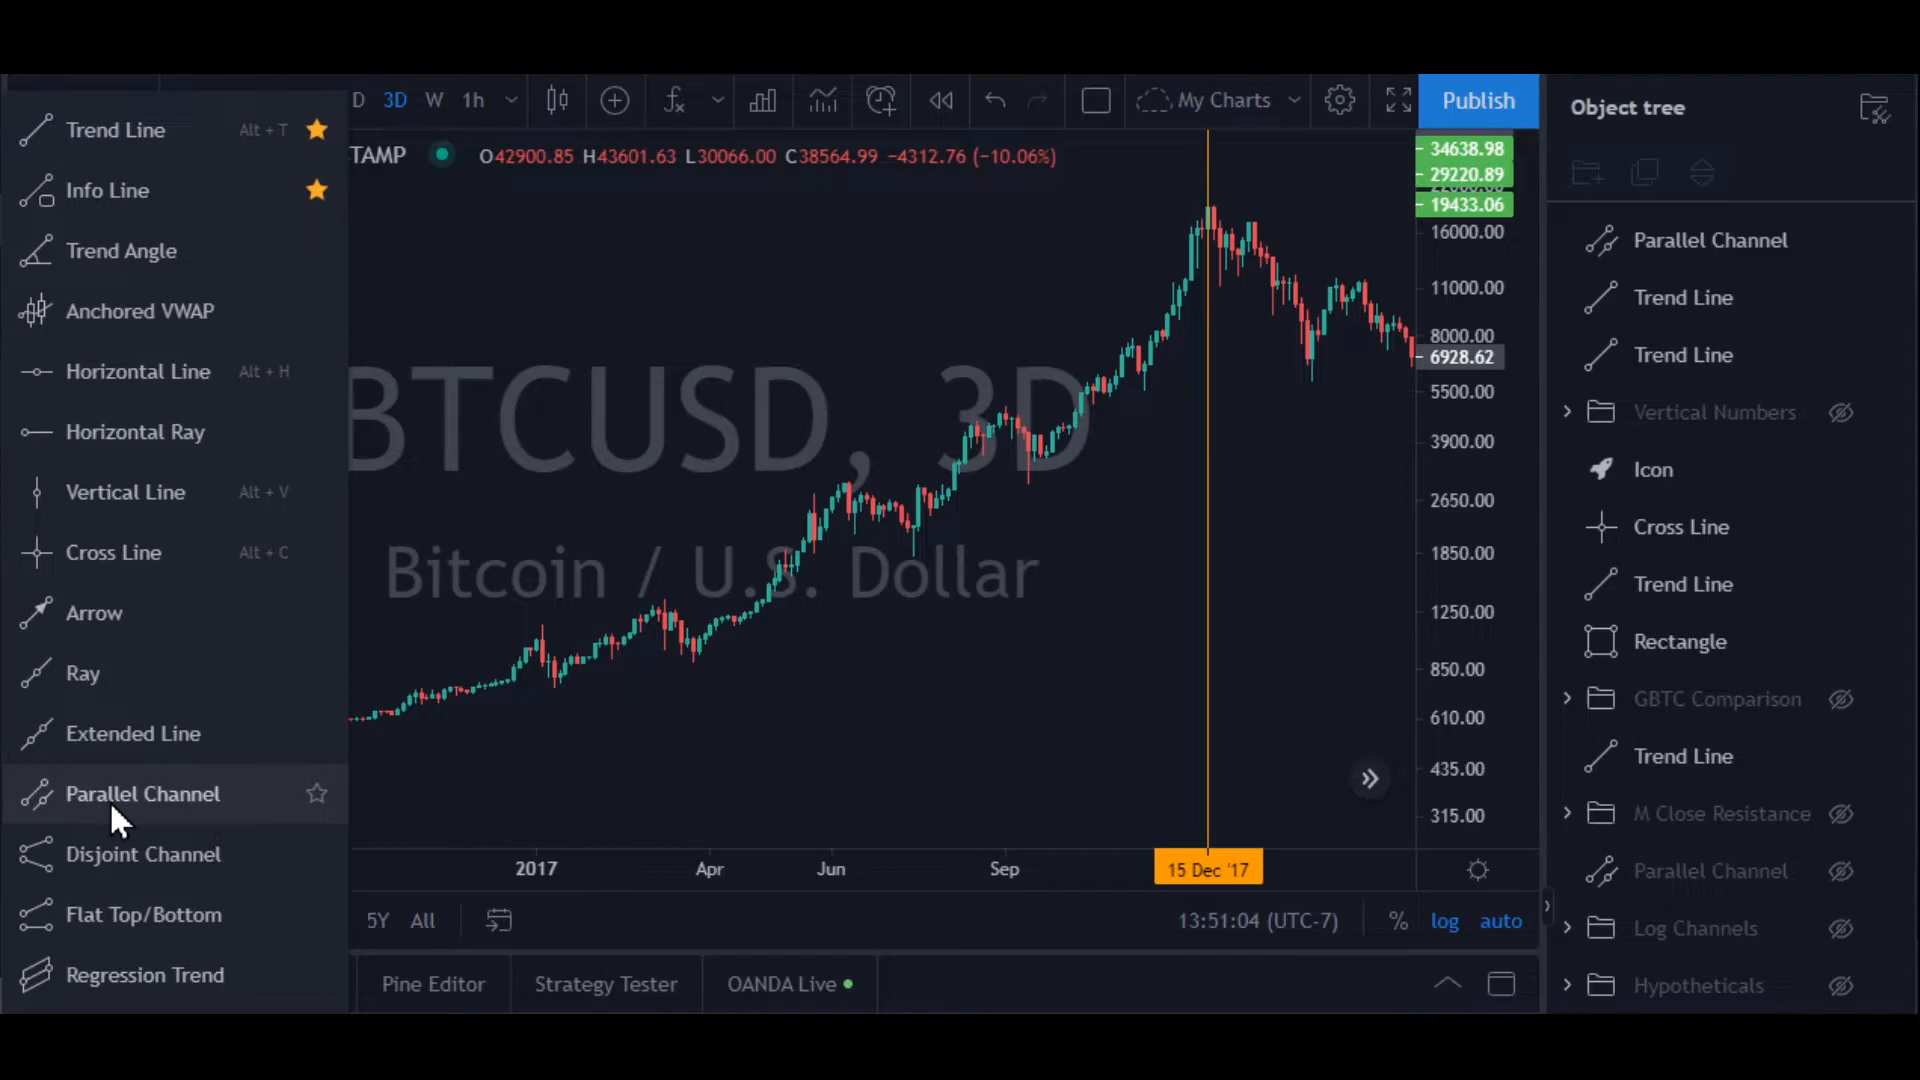 D 3D W 1h My Charts Publish
TAMP O42900.85 H43601.63 L30066.00 C38564.99 −4312.76 (−10.06%)
Trend Line Alt + T
Info Line
Trend Angle
Anchored VWAP
Horizontal Line Alt + H
Horizontal Ray
Vertical Line Alt + V
Cross Line Alt + C
Arrow
Ray
Extended Line
Parallel Channel
Disjoint Channel
Flat Top/Bottom
Regression Trend
BTCUSD, 3D
Bitcoin / U.S. Dollar
34638.98
29220.89
19433.06
16000.00
11000.00
8000.00
6928.62
5500.00
3900.00
2650.00
1850.00
1250.00
850.00
610.00
435.00
315.00
2017 Apr Jun Sep 15 Dec '17
5Y All 13:51:04 (UTC-7) % log auto
Pine Editor Strategy Tester OANDA Live
Object tree
Parallel Channel
Trend Line
Trend Line
Vertical Numbers
Icon
Cross Line
Trend Line
Rectangle
GBTC Comparison
Trend Line
M Close Resistance
Parallel Channel
Log Channels
Hypotheticals